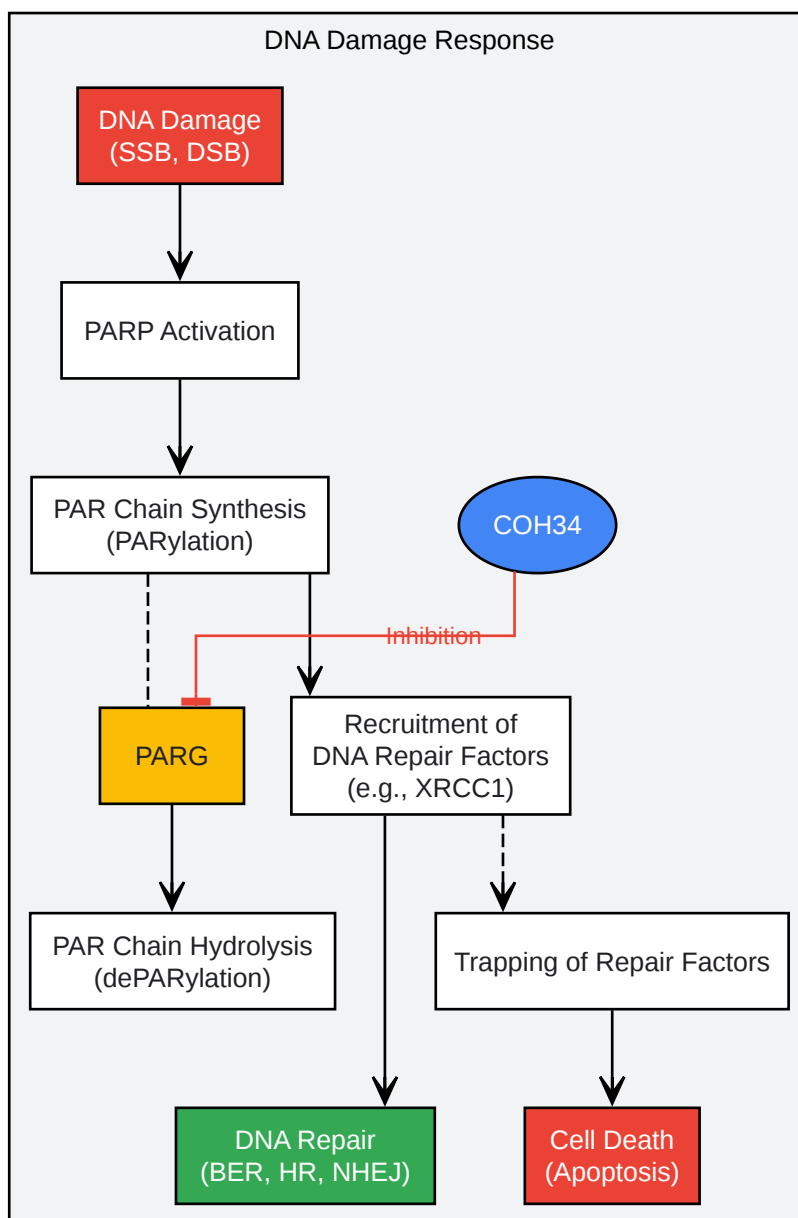 DNA Damage Response
DNA Damage
(SSB, DSB)
PARP Activation
PAR Chain Synthesis
(PARylation)
COH34
Inhibition
PARG
Recruitment of
DNA Repair Factors
(e.g., XRCC1)
PAR Chain Hydrolysis
(dePARylation)
Trapping of Repair Factors
DNA Repair
(BER, HR, NHEJ)
Cell Death
(Apoptosis)